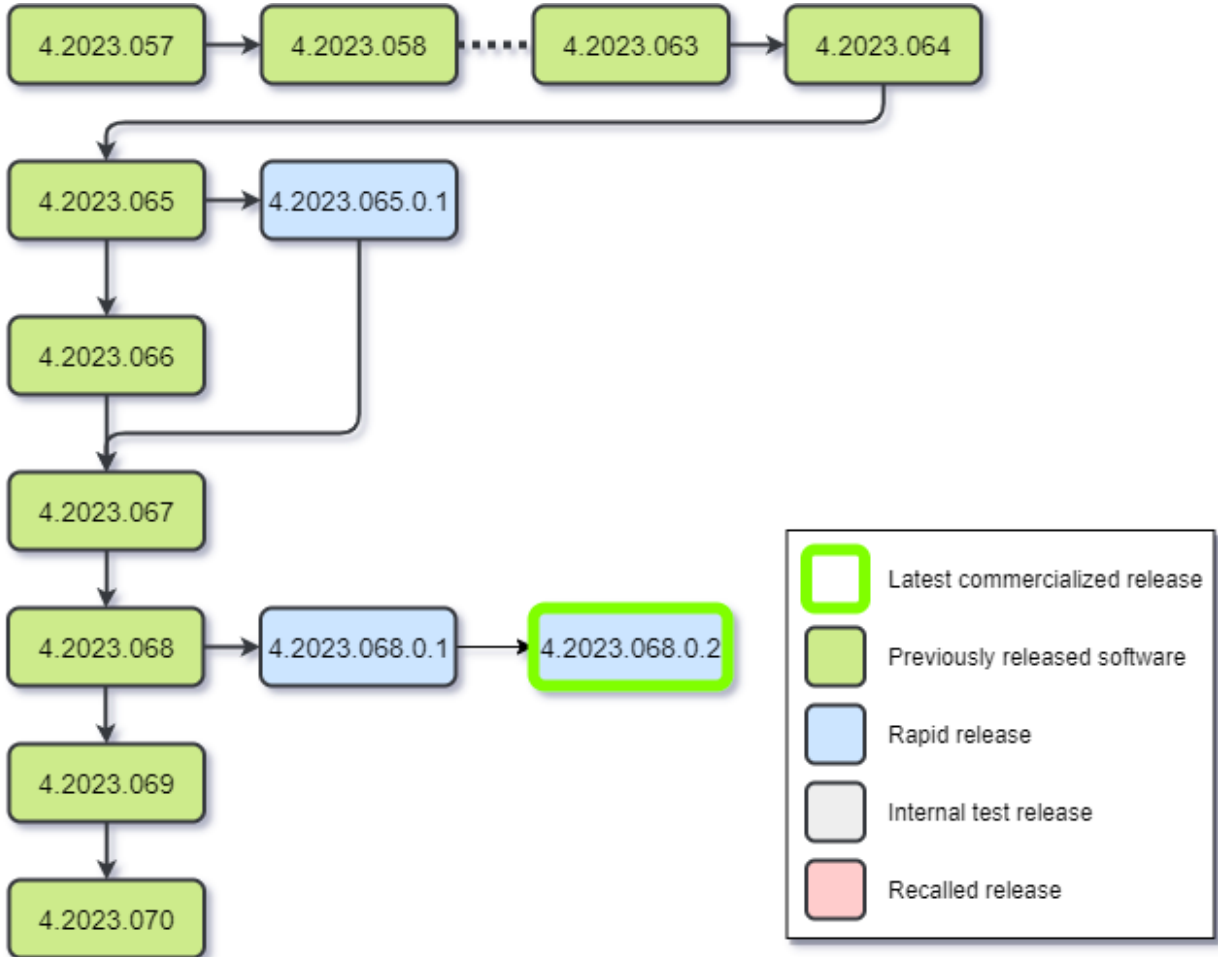 4.2023.057
4.2023.058
4.2023.063
4.2023.064
4.2023.065
4.2023.065.0.1
4.2023.066
4.2023.067
4.2023.068
4.2023.068.0.1
4.2023.068.0.2
4.2023.069
4.2023.070
Latest commercialized release
Previously released software
Rapid release
Internal test release
Recalled release